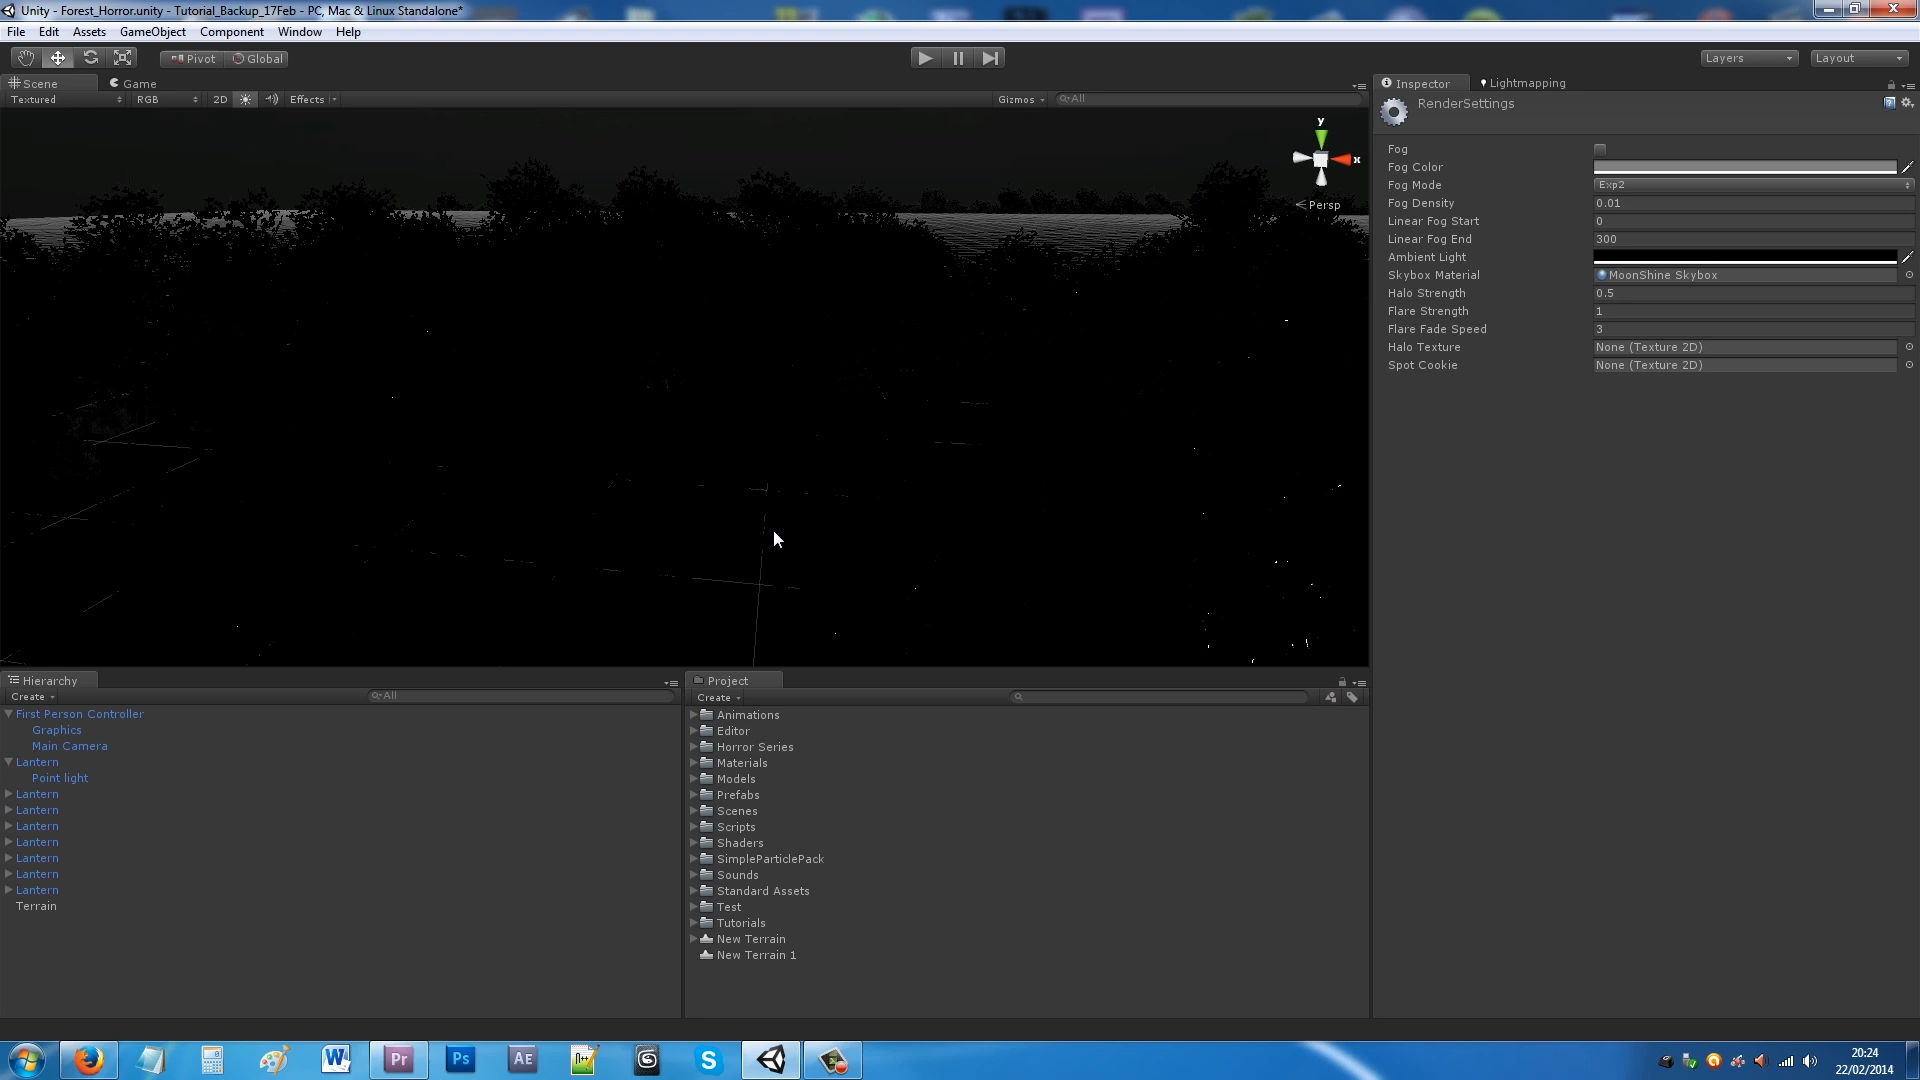 Unity - Forest_Horror.unity - Tutorial_Backup_17Feb - PC, Mac & Linux Standalone*
File Edit Assets GameObject Component Window Help
Pivot Global Layers Layout
Scene Game
Textured RGB 2D Effects Gizmos All
y
x
Persp
Inspector Lightmapping
RenderSettings
Fog
Fog Color
Fog Mode Exp2
Fog Density 0.01
Linear Fog Start 0
Linear Fog End 300
Ambient Light
Skybox Material MoonShine Skybox
Halo Strength 0.5
Flare Strength 1
Flare Fade Speed 3
Halo Texture None (Texture 2D)
Spot Cookie None (Texture 2D)
Hierarchy
Create All
First Person Controller
Graphics
Main Camera
Lantern
Point light
Lantern
Lantern
Lantern
Lantern
Lantern
Lantern
Lantern
Terrain
Project
Create
Animations
Editor
Horror Series
Materials
Models
Prefabs
Scenes
Scripts
Shaders
SimpleParticlePack
Sounds
Standard Assets
Test
Tutorials
New Terrain
New Terrain 1
W Pr Ps AE S
20:24
22/02/2014